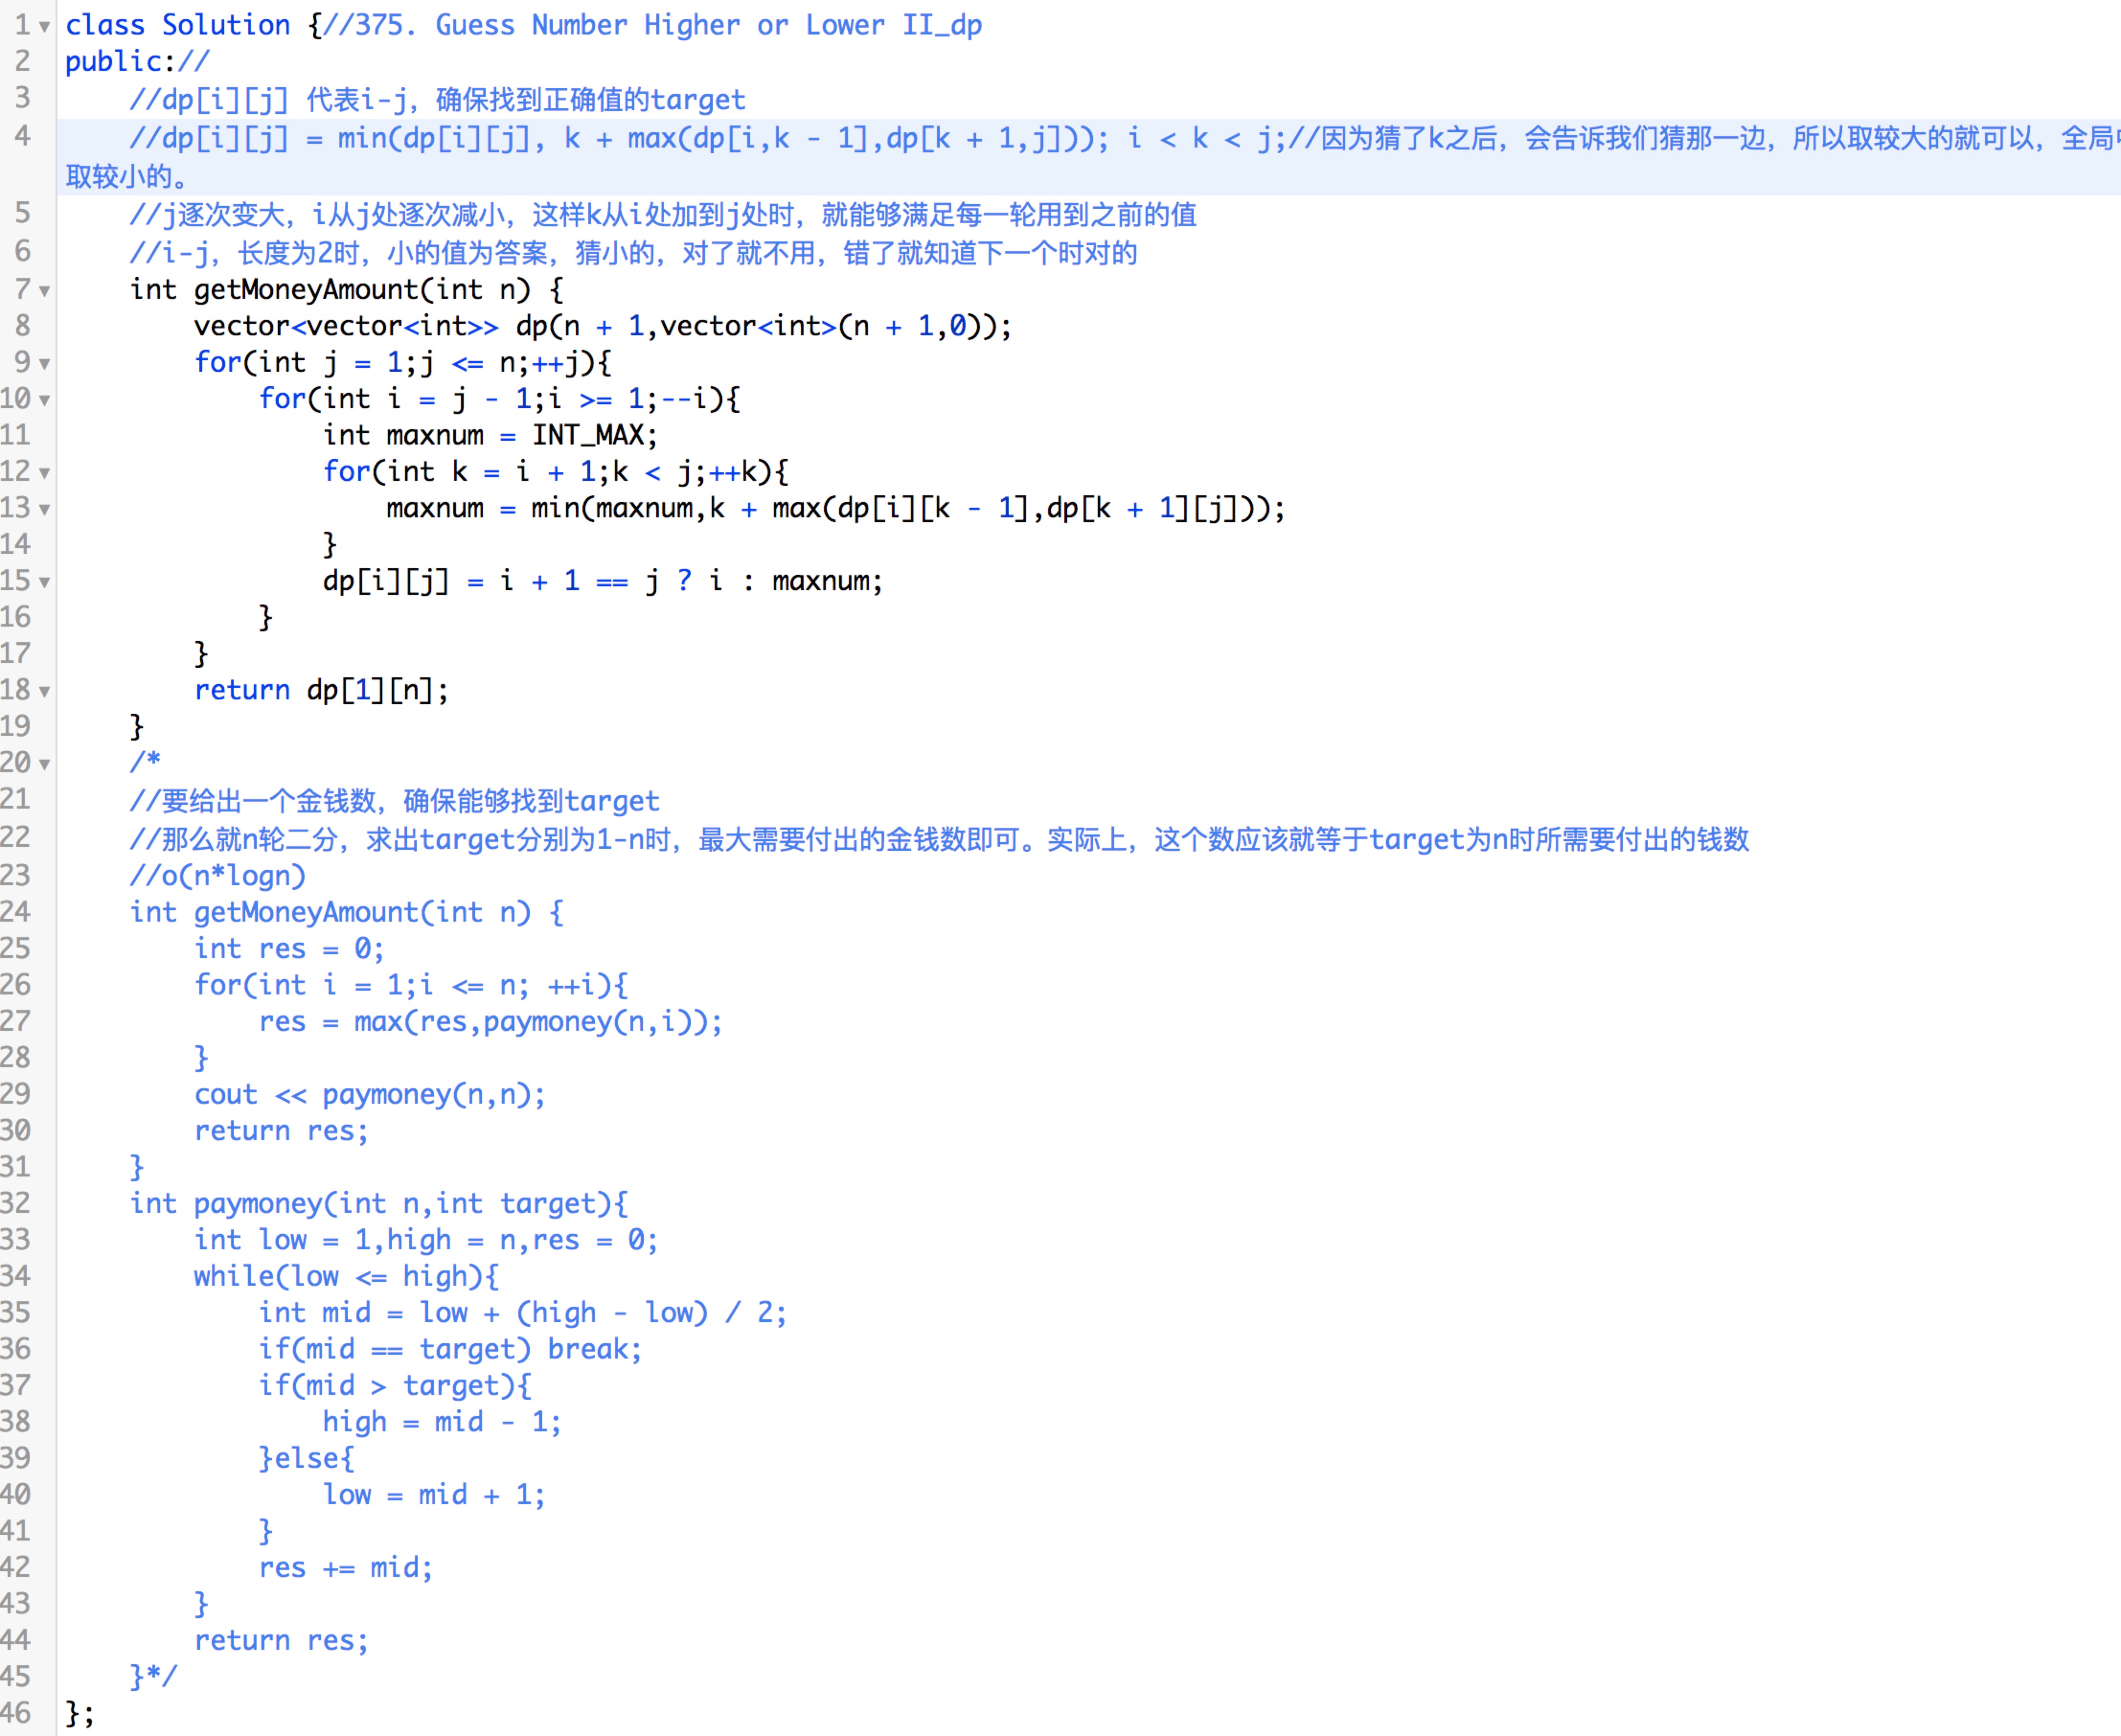 1 class Solution {//375. Guess Number Higher or Lower II_dp
2 public://
3 //dp[i][j] 代表i-j，确保找到正确值的target
4 //dp[i][j] = min(dp[i][j], k + max(dp[i,k - 1],dp[k + 1,j])); i < k < j;//因为猜了k之后，会告诉我们猜那一边，所以取较大的就可以，全局
取较小的。
5 //j逐次变大，i从j处逐次减小，这样k从i处加到j处时，就能够满足每一轮用到之前的值
6 //i-j，长度为2时，小的值为答案，猜小的，对了就不用，错了就知道下一个时对的
7 int getMoneyAmount(int n) {
8 vector<vector<int>> dp(n + 1,vector<int>(n + 1,0));
9 for(int j = 1;j <= n;++j){
10 for(int i = j - 1;i >= 1;--i){
11 int maxnum = INT_MAX;
12 for(int k = i + 1;k < j;++k){
13 maxnum = min(maxnum,k + max(dp[i][k - 1],dp[k + 1][j]));
14 }
15 dp[i][j] = i + 1 == j ? i : maxnum;
16 }
17 }
18 return dp[1][n];
19 }
20 /*
21 //要给出一个金钱数，确保能够找到target
22 //那么就n轮二分，求出target分别为1-n时，最大需要付出的金钱数即可。实际上，这个数应该就等于target为n时所需要付出的钱数
23 //o(n*logn)
24 int getMoneyAmount(int n) {
25 int res = 0;
26 for(int i = 1;i <= n; ++i){
27 res = max(res,paymoney(n,i));
28 }
29 cout << paymoney(n,n);
30 return res;
31 }
32 int paymoney(int n,int target){
33 int low = 1,high = n,res = 0;
34 while(low <= high){
35 int mid = low + (high - low) / 2;
36 if(mid == target) break;
37 if(mid > target){
38 high = mid - 1;
39 }else{
40 low = mid + 1;
41 }
42 res += mid;
43 }
44 return res;
45 }*/
46 };